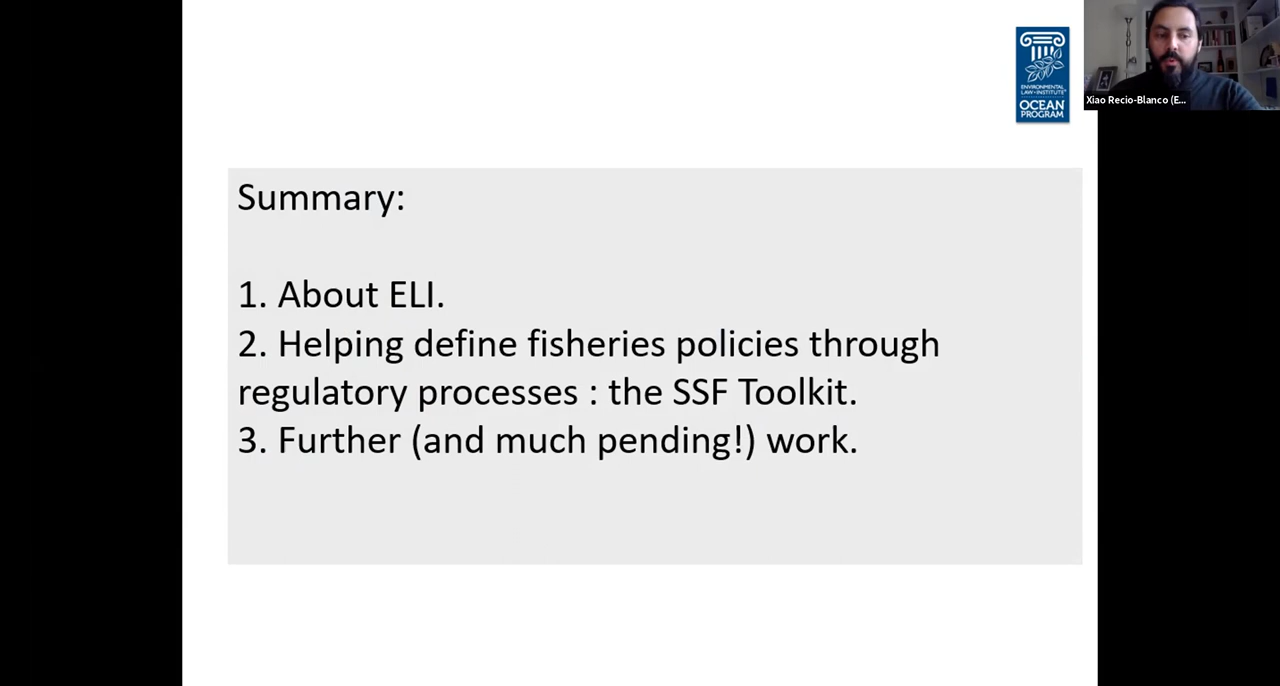 ENVIRONMENTAL
LAW•INSTITUTE®
OCEAN
PROGRAM
Xiao Recio-Blanco (E...
Summary:
1. About ELI.
2. Helping define fisheries policies through
regulatory processes : the SSF Toolkit.
3. Further (and much pending!) work.